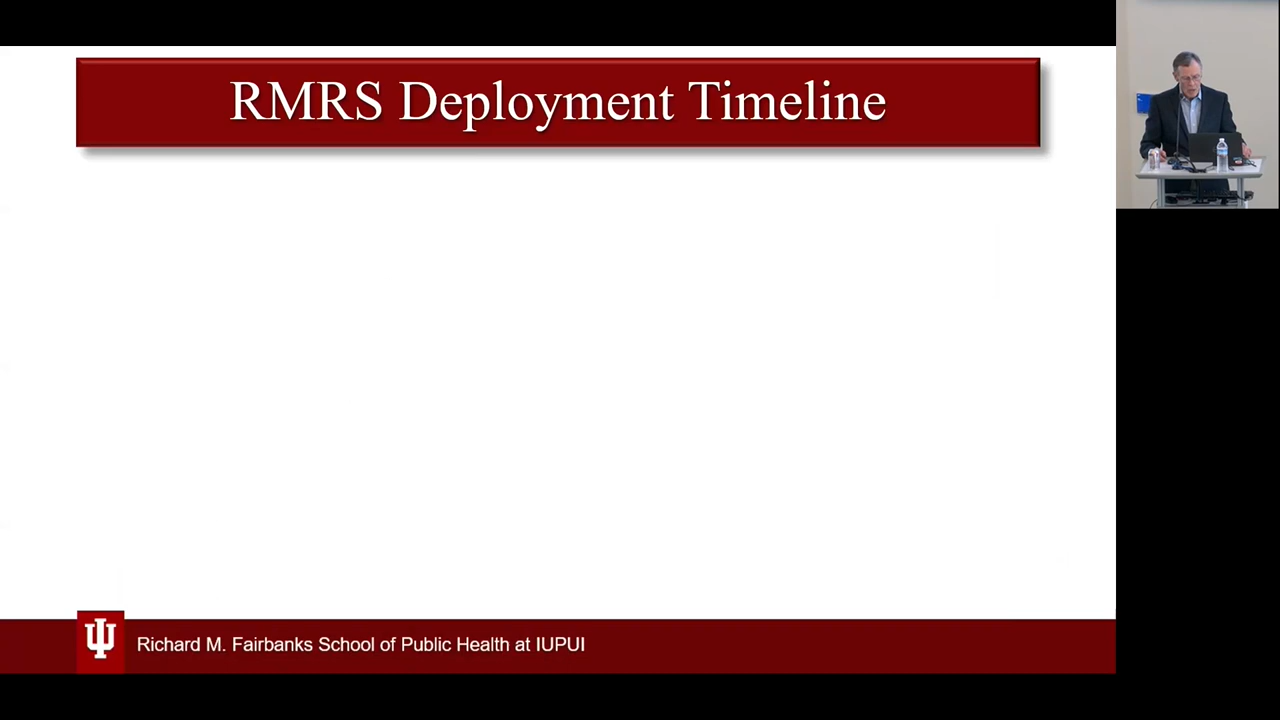 RMRS Deployment Timeline
Richard M. Fairbanks School of Public Health at IUPUI